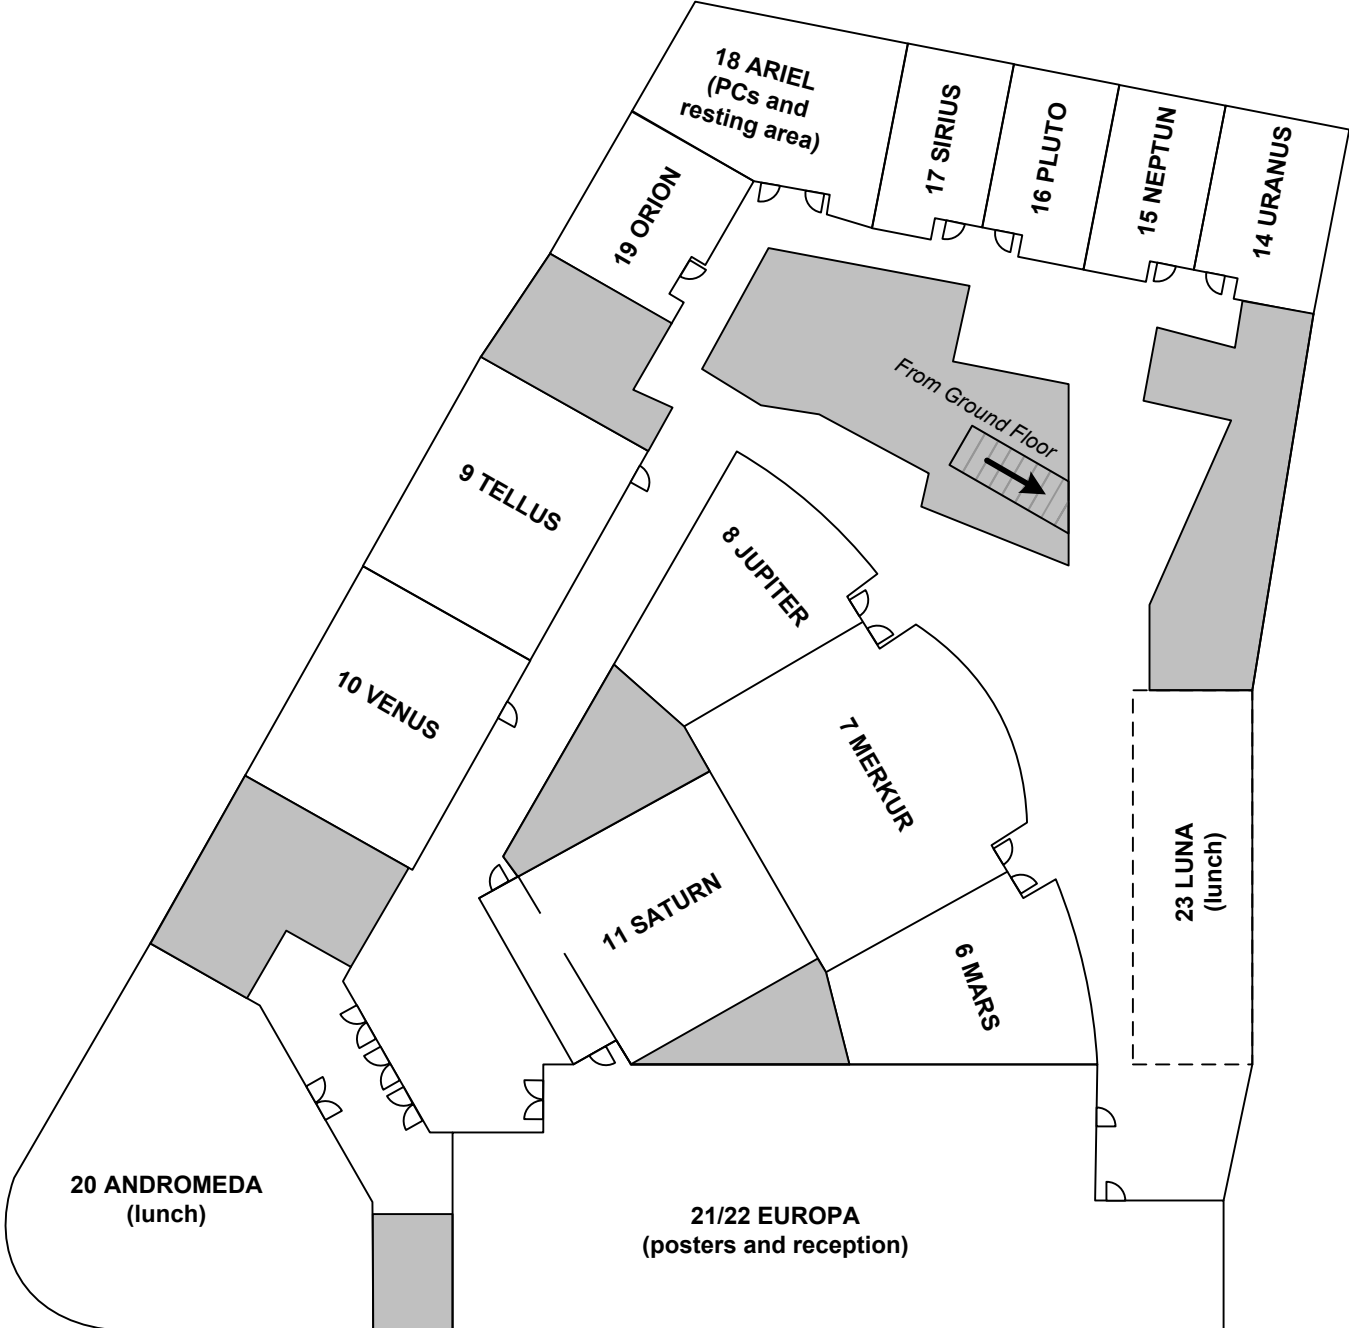 18 ARIEL
(PCs and
resting area)
17 SIRIUS
16 PLUTO
15 NEPTUN
14 URANUS
19 ORION
From Ground Floor
9 TELLUS
8 JUPITER
10 VENUS
7 MERKUR
23 LUNA
(lunch)
11 SATURN
6 MARS
20 ANDROMEDA
(lunch)
21/22 EUROPA
(posters and reception)